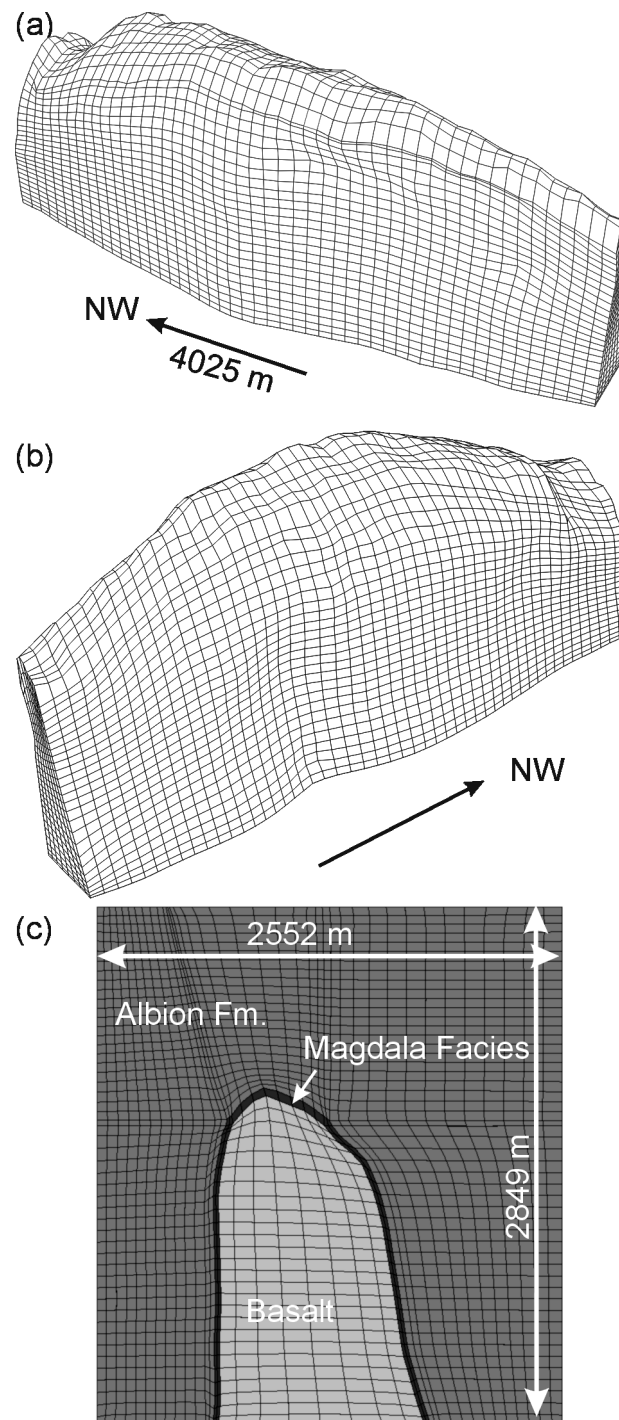 (a)
NW
4025 m
(b)
NW
(c)
2552 m
Albion Fm.
Magdala Facies
2849 m
Basalt